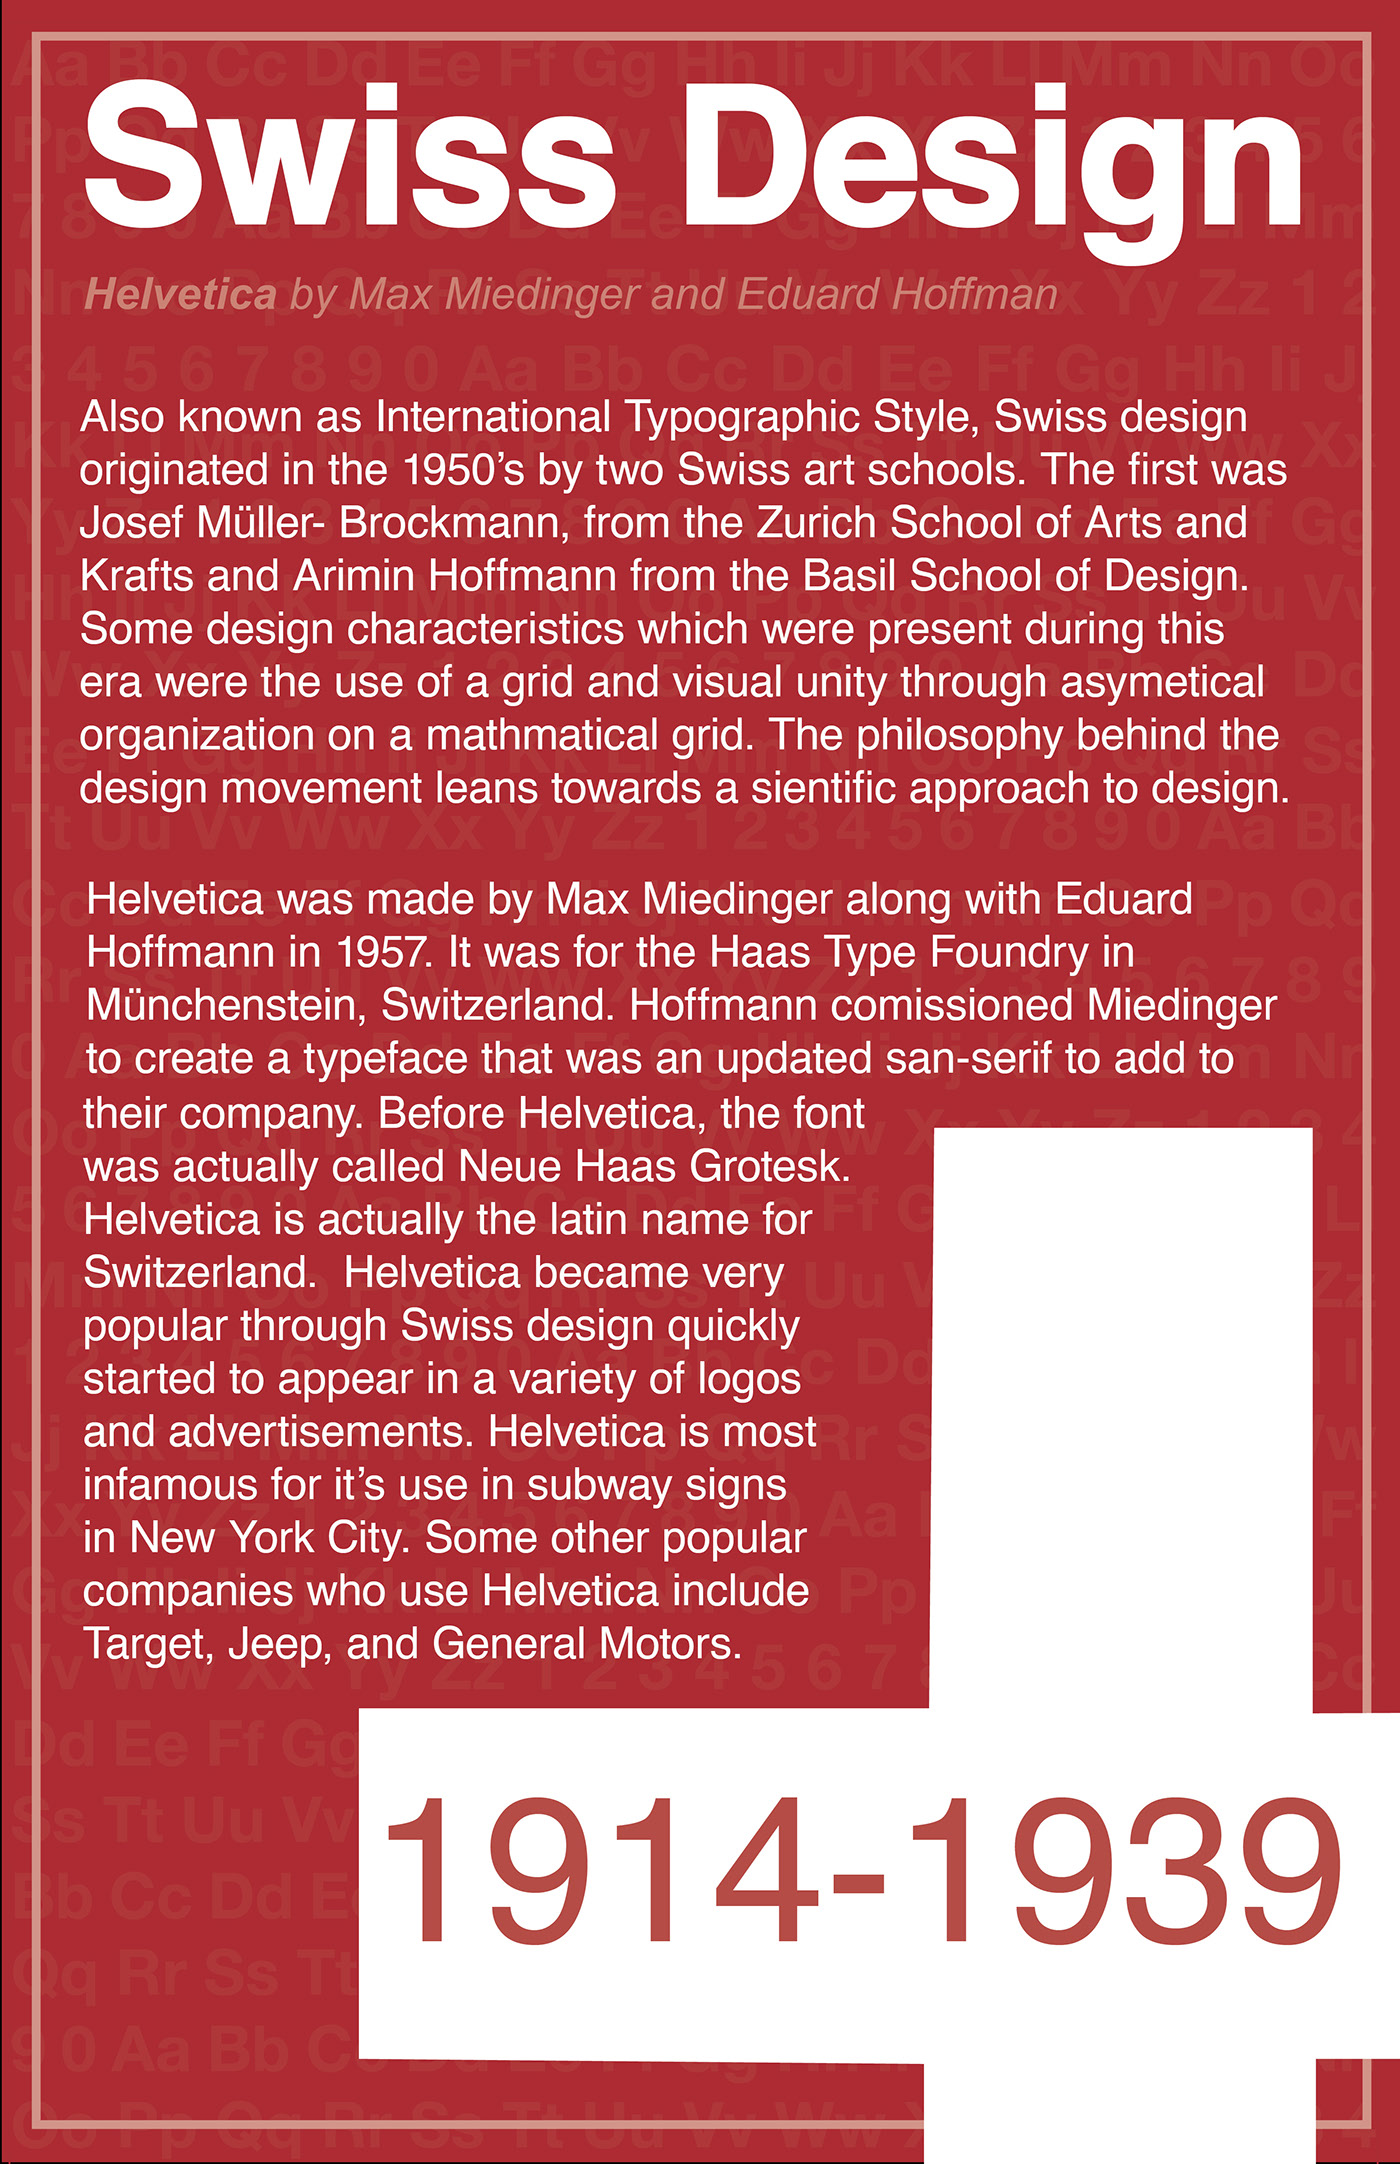 Swiss Design
Helvetica by Max Miedinger and Eduard Hoffman
Also known as International Typographic Style, Swiss design
originated in the 1950’s by two Swiss art schools. The first was
Josef Müller- Brockmann, from the Zurich School of Arts and
Krafts and Arimin Hoffmann from the Basil School of Design.
Some design characteristics which were present during this
era were the use of a grid and visual unity through asymetical
organization on a mathmatical grid. The philosophy behind the
design movement leans towards a sientific approach to design.
Helvetica was made by Max Miedinger along with Eduard
Hoffmann in 1957. It was for the Haas Type Foundry in
Münchenstein, Switzerland. Hoffmann comissioned Miedinger
to create a typeface that was an updated san-serif to add to
their company. Before Helvetica, the font
was actually called Neue Haas Grotesk.
Helvetica is actually the latin name for
Switzerland.  Helvetica became very
popular through Swiss design quickly
started to appear in a variety of logos
and advertisements. Helvetica is most
infamous for it’s use in subway signs
in New York City. Some other popular
companies who use Helvetica include
Target, Jeep, and General Motors.
1914-1939